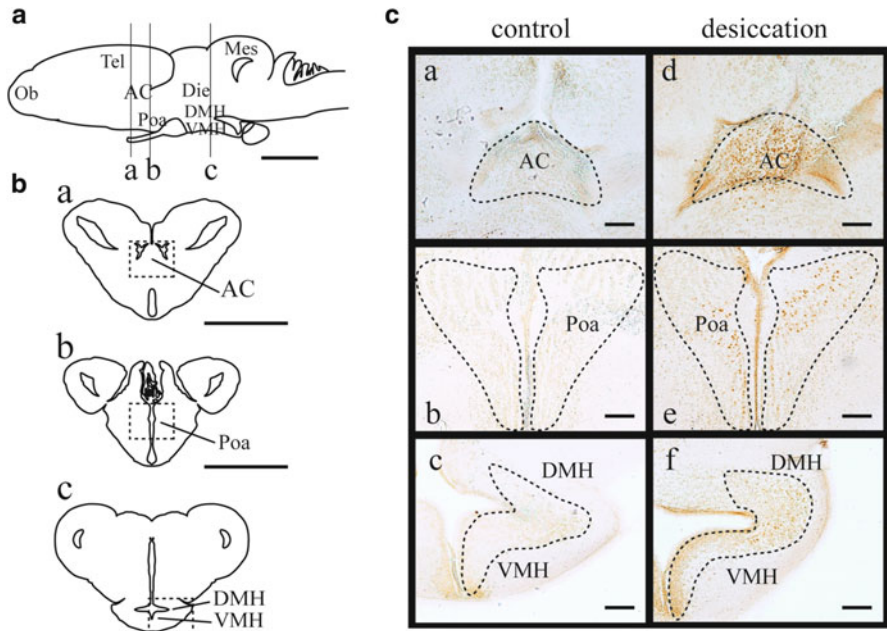 a
Tel
Mes
Ob
AC
Die
Poa
DMH
VMH
a
b
c
b
a
AC
b
Poa
c
DMH
VMH
c
control
desiccation
a
AC
d
AC
b
Poa
e
Poa
c
DMH
VMH
f
DMH
VMH